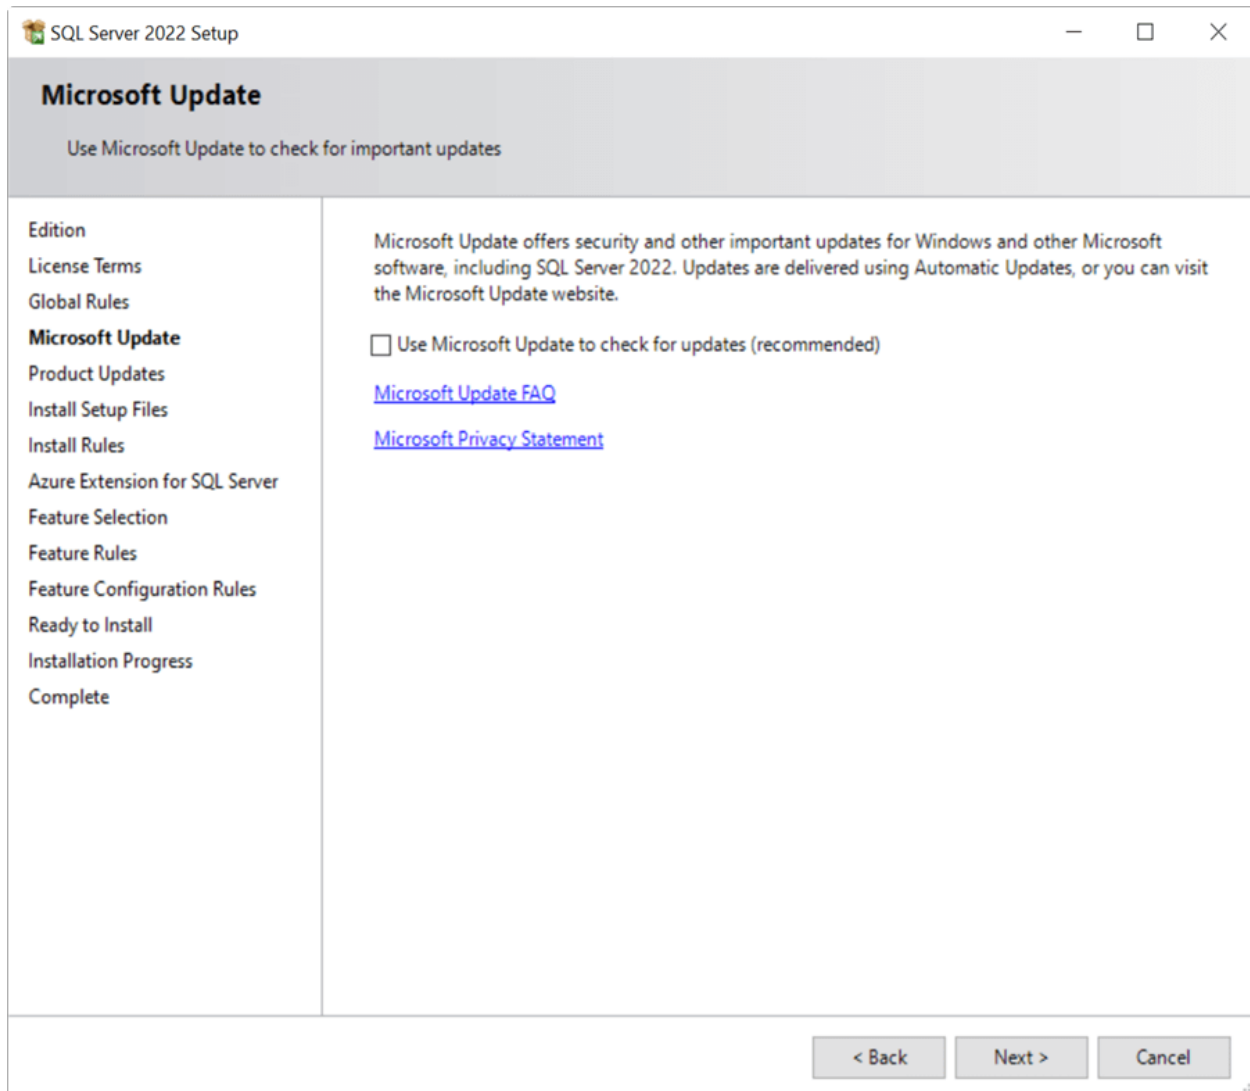 SQL Server 2022 Setup
Microsoft Update
Use Microsoft Update to check for important updates
Edition
License Terms
Global Rules
Microsoft Update
Product Updates
Install Setup Files
Install Rules
Azure Extension for SQL Server
Feature Selection
Feature Rules
Feature Configuration Rules
Ready to Install
Installation Progress
Complete
Microsoft Update offers security and other important updates for Windows and other Microsoft
software, including SQL Server 2022. Updates are delivered using Automatic Updates, or you can visit
the Microsoft Update website.
Use Microsoft Update to check for updates (recommended)
Microsoft Update FAQ
Microsoft Privacy Statement
< Back
Next >
Cancel